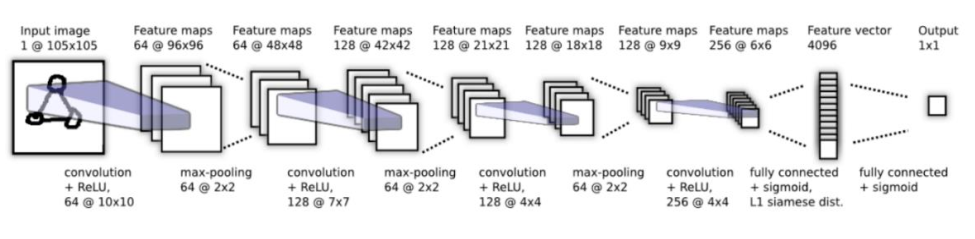 Input image
1 @ 105x105
Feature maps
64 @ 96x96
Feature maps
64 @ 48x48
Feature maps
128 @ 42x42
Feature maps
128 @ 21x21
Feature maps
128 @ 18x18
Feature maps
128 @ 9x9
Feature maps
256 @ 6x6
Feature vector
4096
Output
1x1
convolution
+ ReLU,
64 @ 10x10
max-pooling
64 @ 2x2
convolution
+ ReLU,
128 @ 7x7
max-pooling
64 @ 2x2
convolution
+ ReLU,
128 @ 4x4
max-pooling
64 @ 2x2
convolution
+ ReLU,
256 @ 4x4
fully connected
+ sigmoid,
L1 siamese dist.
fully connected
+ sigmoid